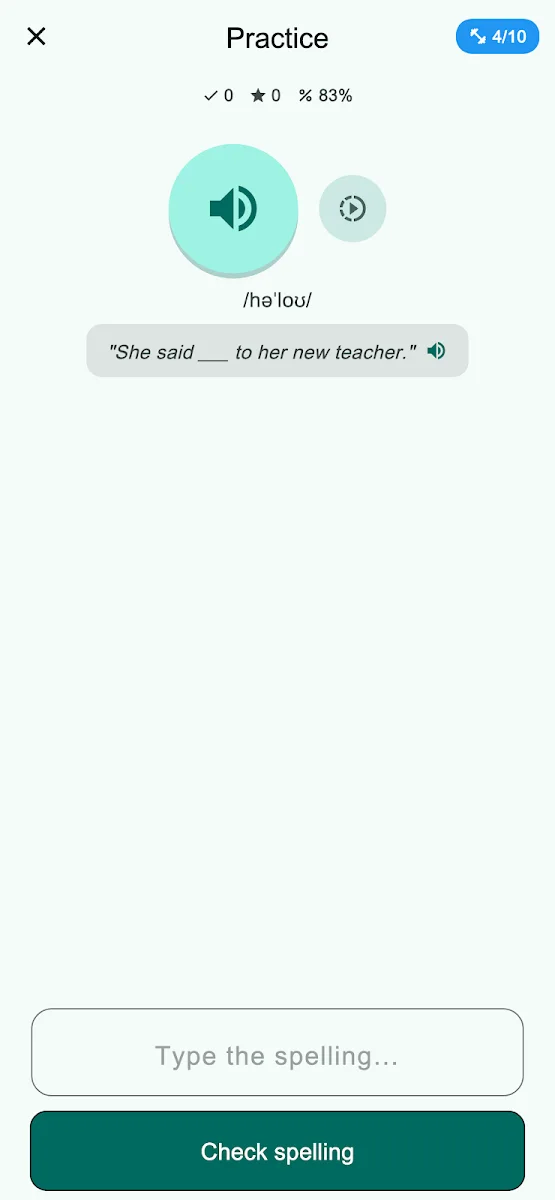 Practice
4/10
0 0 % 83%
/həˈloʊ/
"She said ___ to her new teacher."
Type the spelling...
Check spelling